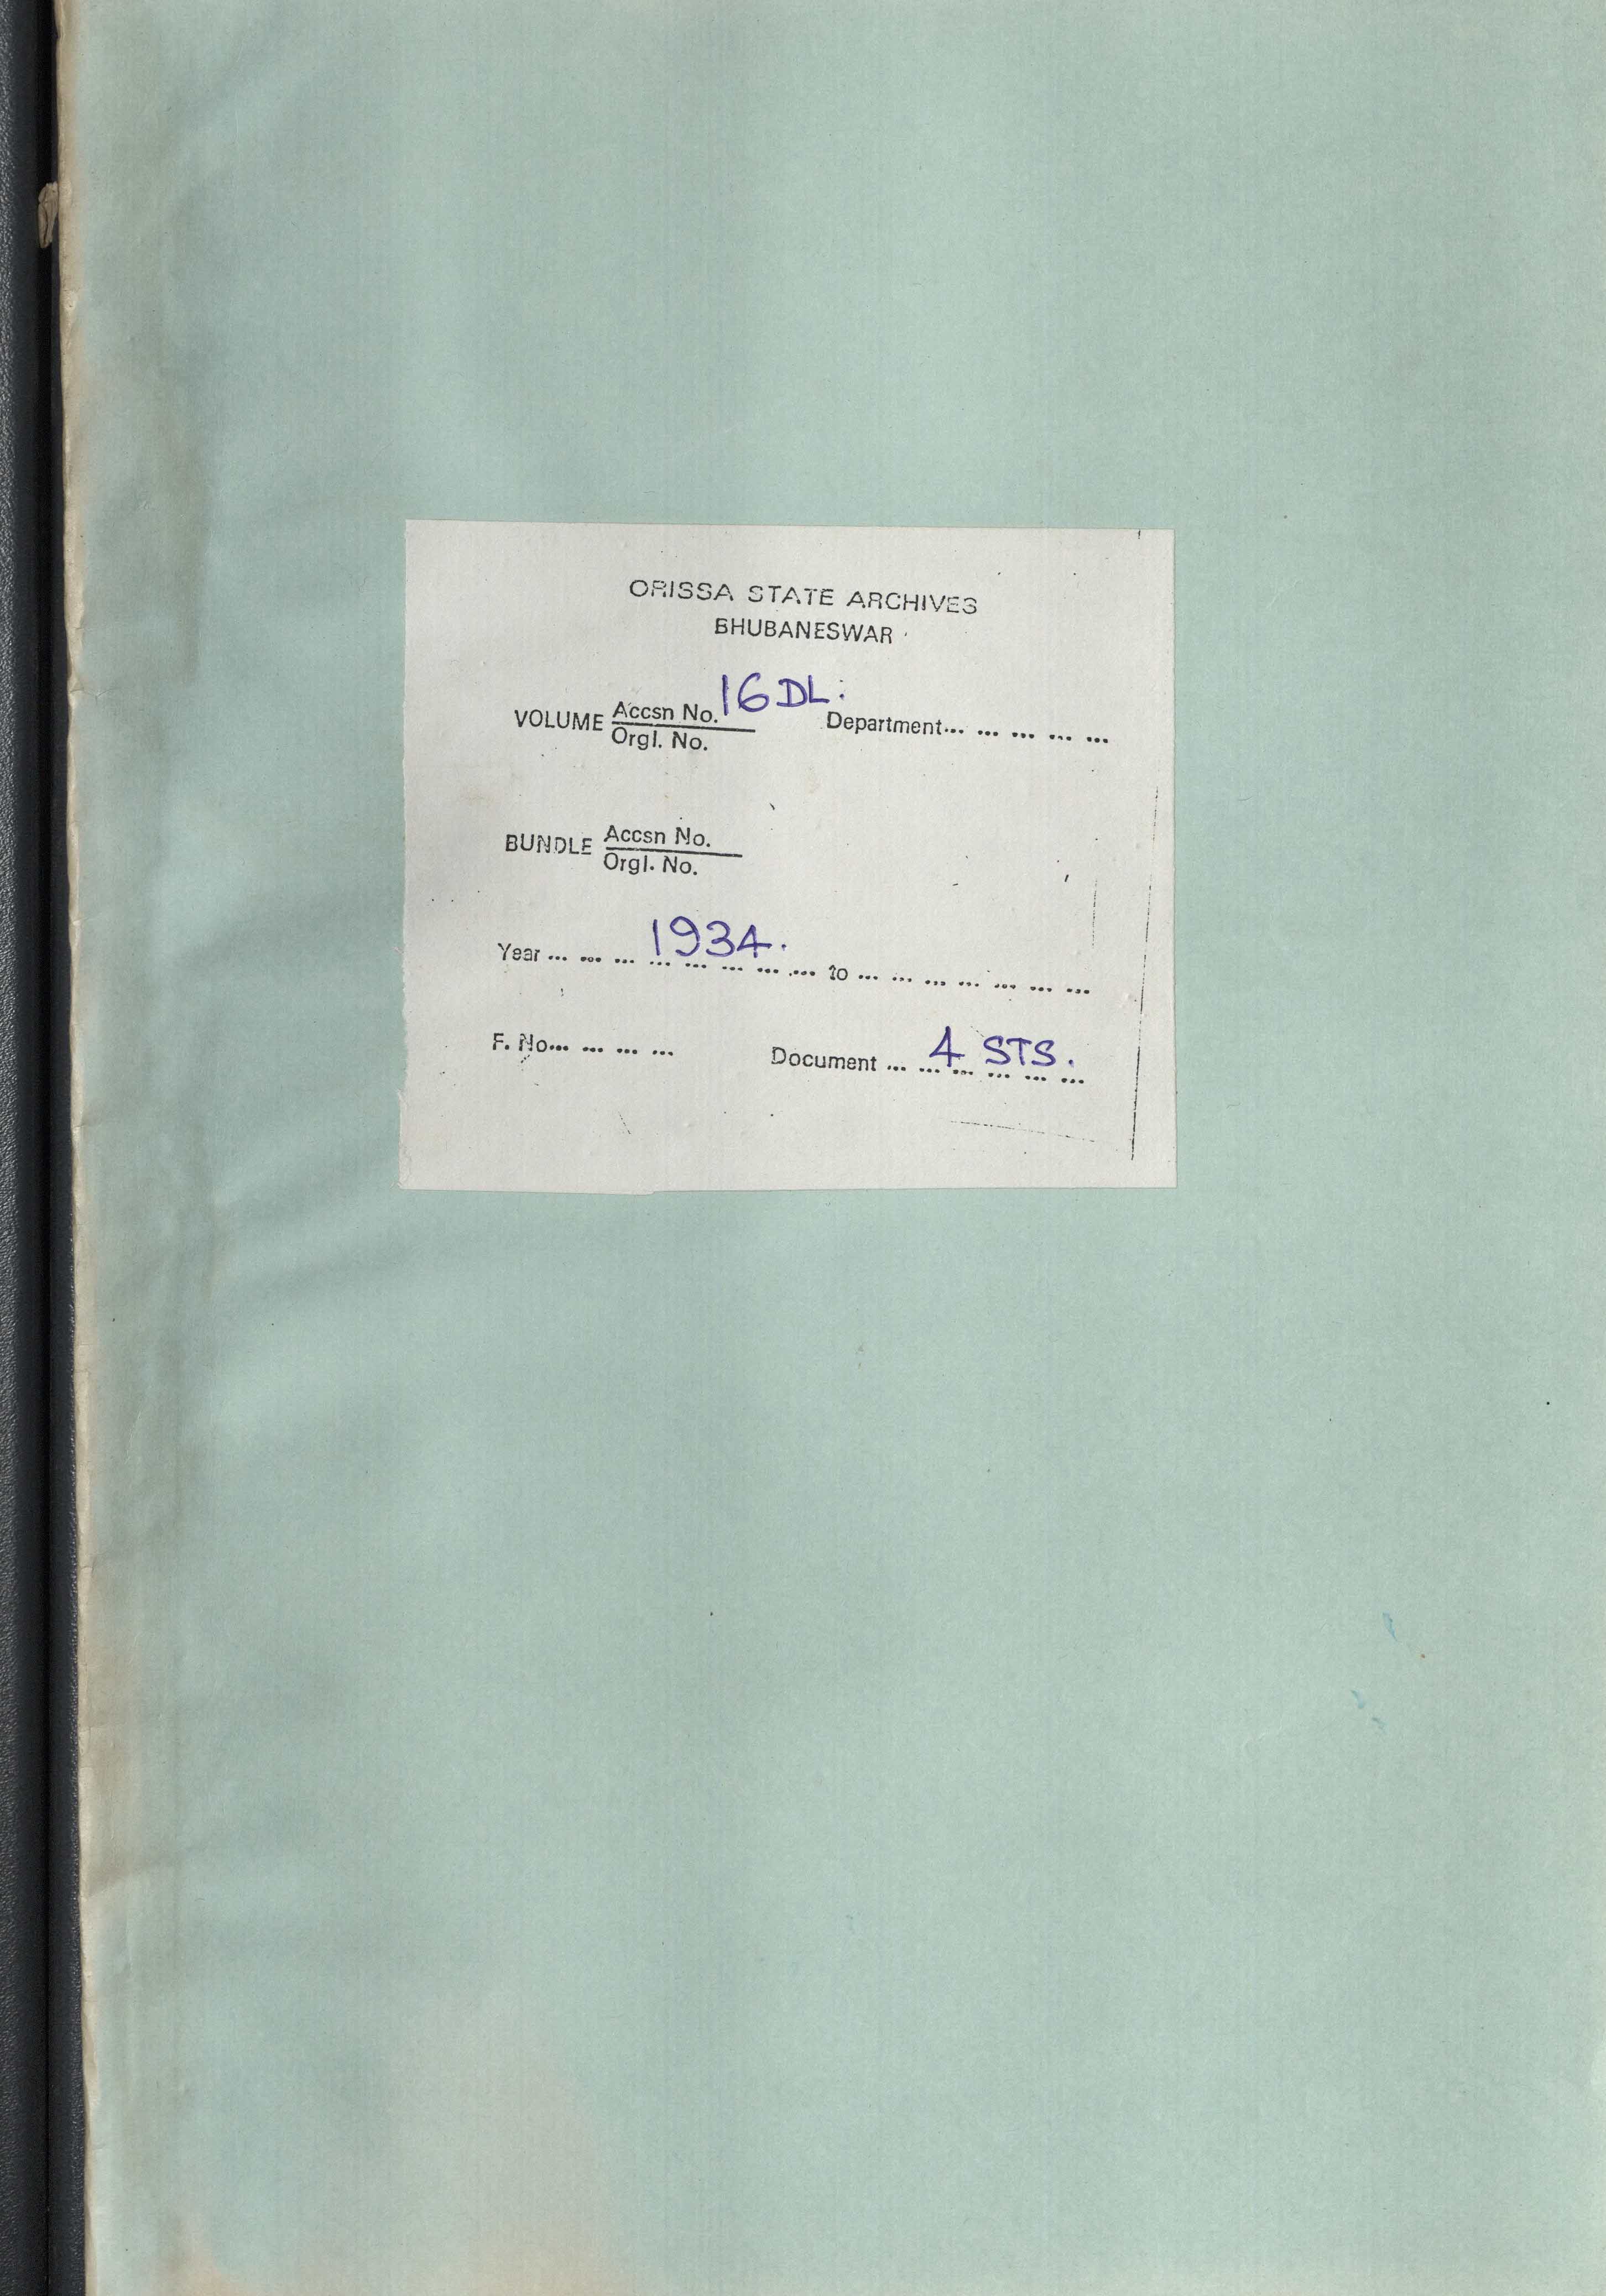 ORISSA STATE ARCHIVES
BHUBANESWAR
VOLUME Accsn No. 16 DL. Department... ... ... ... ...
Orgl. No.
BUNDLE Accsn No.
Orgl. No.
Year ... ... ... 1934. ... ... ... ... ... to ... ... ... ... ... ... ...
F. No... ... ... ... Document ... 4 STS. ... ... ... ... ...